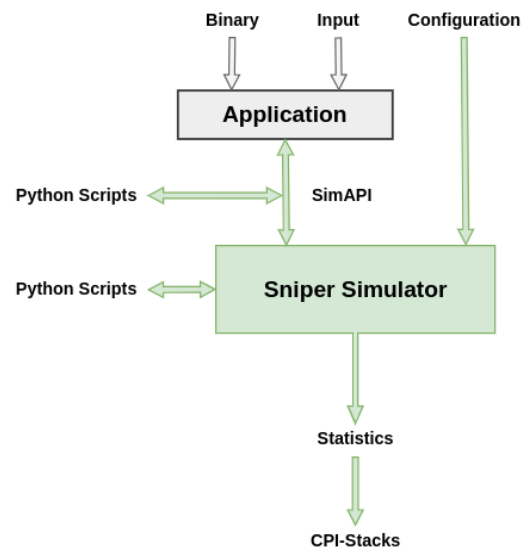 Binary
Input
Configuration
Application
Python Scripts
SimAPI
Python Scripts
Sniper Simulator
Statistics
CPI-Stacks